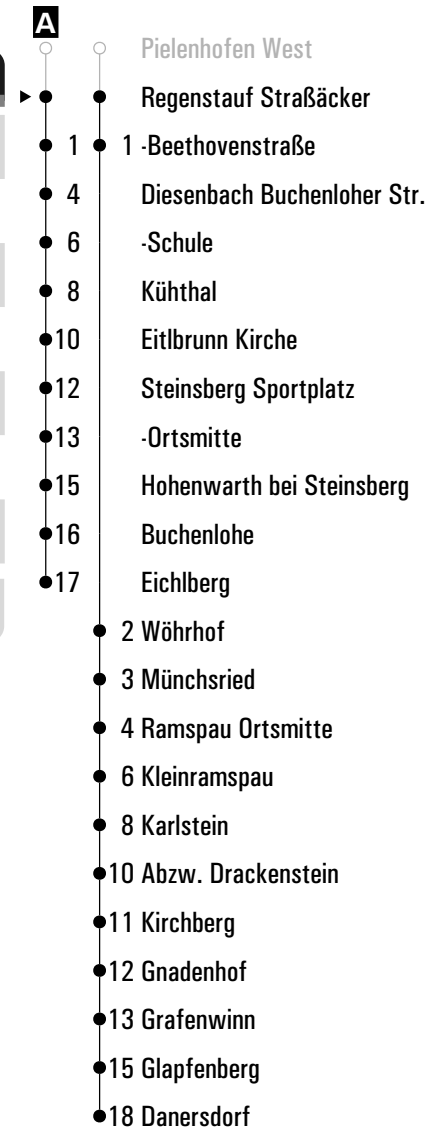 A
Pielenhofen West
Regenstauf Straßäcker
1 1 -Beethovenstraße
4 Diesenbach Buchenloher Str.
6 -Schule
8 Kühthal
10 Eitlbrunn Kirche
12 Steinsberg Sportplatz
13 -Ortsmitte
15 Hohenwarth bei Steinsberg
16 Buchenlohe
17 Eichlberg
2 Wöhrhof
3 Münchsried
4 Ramspau Ortsmitte
6 Kleinramspau
8 Karlstein
10 Abzw. Drackenstein
11 Kirchberg
12 Gnadenhof
13 Grafenwinn
15 Glapfenberg
18 Danersdorf